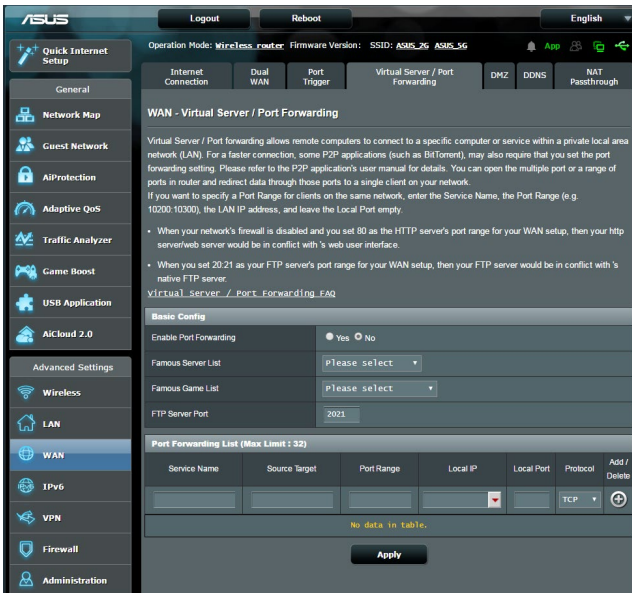 ASUS Logout Reboot English
Operation Mode: Wireless router Firmware Version: SSID: ASUS_2G ASUS_5G App
Quick Internet
Setup
General
Network Map
Guest Network
AiProtection
Adaptive QoS
Traffic Analyzer
Game Boost
USB Application
AiCloud 2.0
Advanced Settings
Wireless
LAN
WAN
IPv6
VPN
Firewall
Administration
Internet
Connection
Dual
WAN
Port
Trigger
Virtual Server / Port
Forwarding
DMZ
DDNS
NAT
Passthrough
WAN - Virtual Server / Port Forwarding
Virtual Server / Port forwarding allows remote computers to connect to a specific computer or service within a private local area
network (LAN). For a faster connection, some P2P applications (such as BitTorrent), may also require that you set the port
forwarding setting. Please refer to the P2P application's user manual for details. You can open the multiple port or a range of
ports in router and redirect data through those ports to a single client on your network.
If you want to specify a Port Range for clients on the same network, enter the Service Name, the Port Range (e.g.
10200:10300), the LAN IP address, and leave the Local Port empty.
• When your network's firewall is disabled and you set 80 as the HTTP server's port range for your WAN setup, then your http
server/web server would be in conflict with 's web user interface.
• When you set 20:21 as your FTP server's port range for your WAN setup, then your FTP server would be in conflict with 's
native FTP server.
Virtual Server / Port Forwarding FAQ
Basic Config
Enable Port Forwarding Yes No
Famous Server List Please select
Famous Game List Please select
FTP Server Port 2021
Port Forwarding List (Max Limit : 32)
Service Name Source Target Port Range Local IP Local Port Protocol Add /
Delete
TCP
No data in table.
Apply